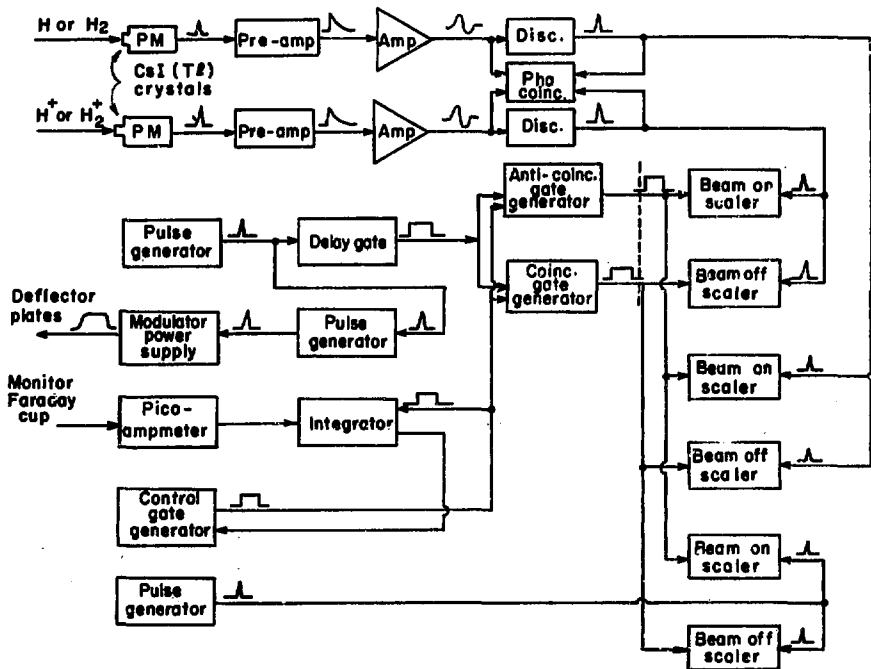 H or H2
PM
Pre-amp
Amp
Disc.
CsI (Tℓ)
crystals
Pha
coinc.
H+ or H2+
PM
Pre-amp
Amp
Disc.
Anti-coinc.
gate
generator
Beam on
scaler
Pulse
generator
Delay gate
Coinc.
gate
generator
Beam off
scaler
Deflector
plates
Modulator
power
supply
Pulse
generator
Beam on
scaler
Monitor
Faraday
cup
Pico-
ampmeter
Integrator
Beam off
scaler
Control
gate
generator
Beam on
scaler
Pulse
generator
Beam off
scaler